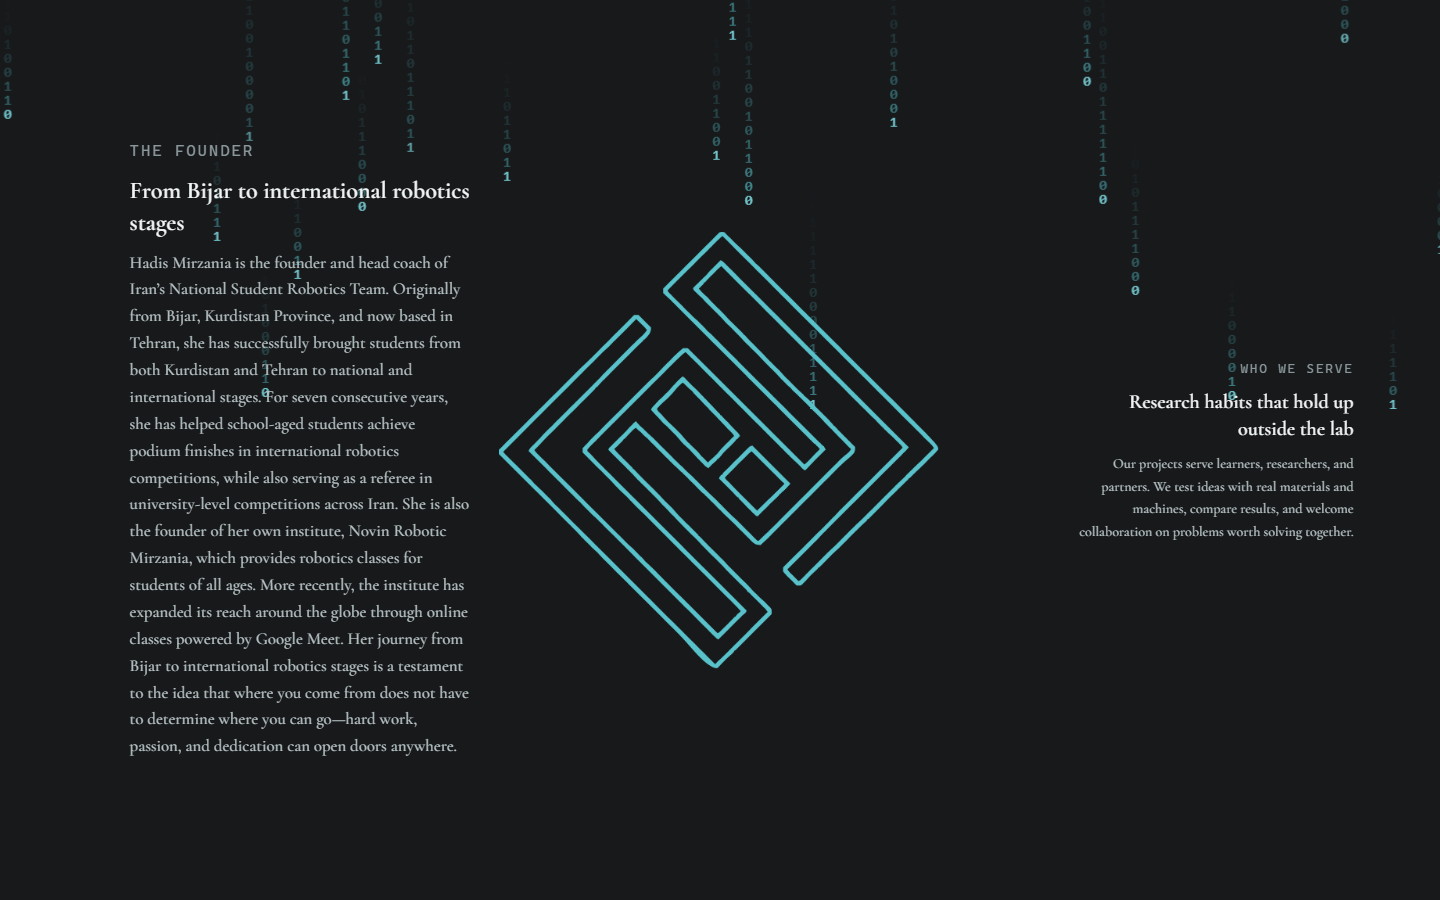 THE FOUNDER
From Bijar to international robotics
stages
Hadis Mirzania is the founder and head coach of
Iran’s National Student Robotics Team. Originally
from Bijar, Kurdistan Province, and now based in
Tehran, she has successfully brought students from
both Kurdistan and Tehran to national and
international stages. For seven consecutive years,
she has helped school-aged students achieve
podium finishes in international robotics
competitions, while also serving as a referee in
university-level competitions across Iran. She is also
the founder of her own institute, Novin Robotic
Mirzania, which provides robotics classes for
students of all ages. More recently, the institute has
expanded its reach around the globe through online
classes powered by Google Meet. Her journey from
Bijar to international robotics stages is a testament
to the idea that where you come from does not have
to determine where you can go—hard work,
passion, and dedication can open doors anywhere.
WHO WE SERVE
Research habits that hold up
outside the lab
Our projects serve learners, researchers, and
partners. We test ideas with real materials and
machines, compare results, and welcome
collaboration on problems worth solving together.